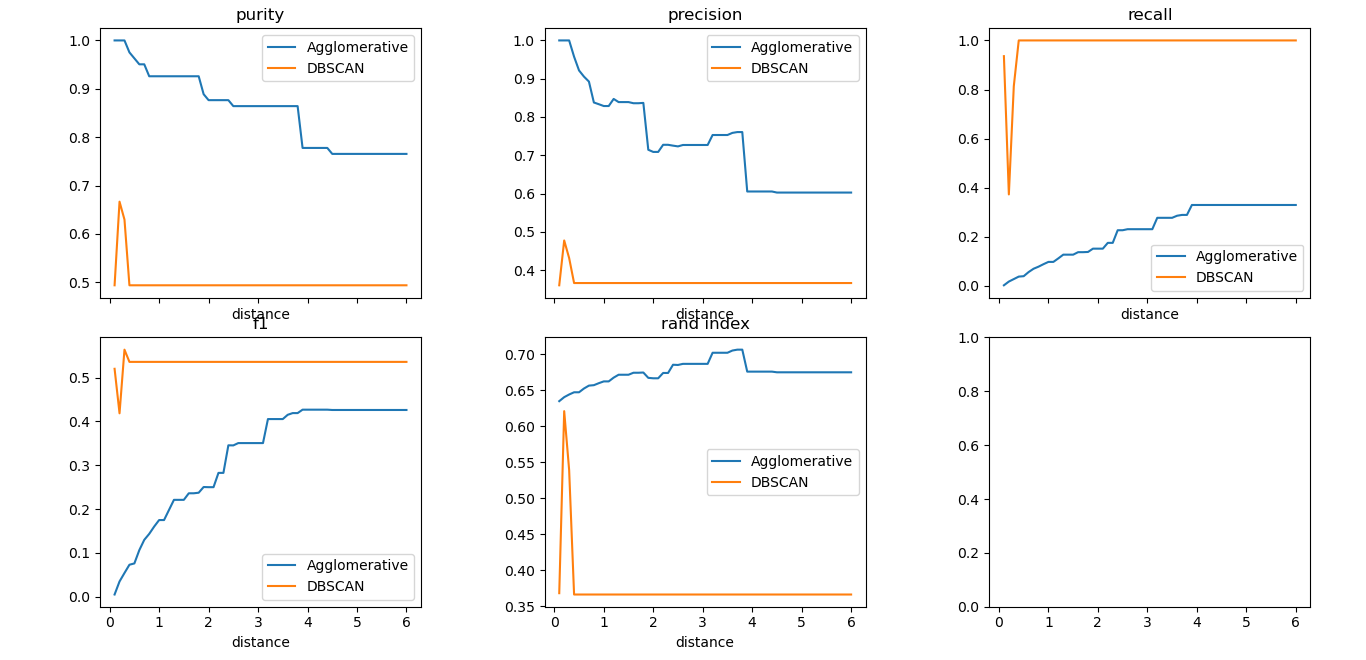 purity
1.0
0.9
0.8
0.7
0.6
0.5
Agglomerative
DBSCAN
distance
precision
1.0
0.9
0.8
0.7
0.6
0.5
0.4
Agglomerative
DBSCAN
distance
recall
1.0
0.8
0.6
0.4
0.2
0.0
Agglomerative
DBSCAN
distance
f1
0.5
0.4
0.3
0.2
0.1
0.0
Agglomerative
DBSCAN
0 1 2 3 4 5 6
distance
rand index
0.70
0.65
0.60
0.55
0.50
0.45
0.40
0.35
Agglomerative
DBSCAN
0 1 2 3 4 5 6
distance
1.0
0.8
0.6
0.4
0.2
0.0
0 1 2 3 4 5 6